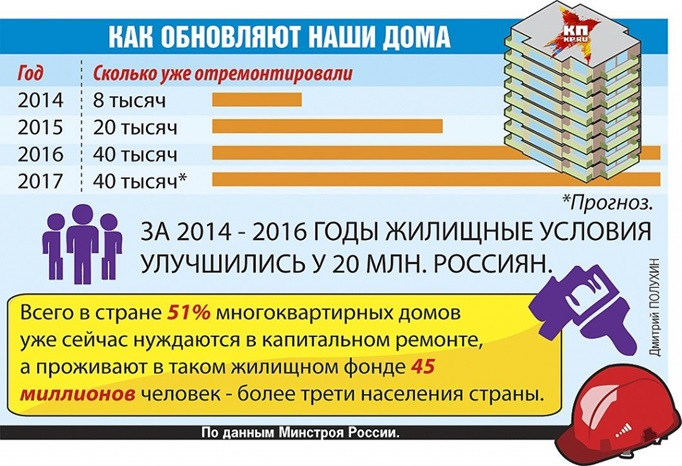 КАК ОБНОВЛЯЮТ НАШИ ДОМА
КП
KP.RU
Год Сколько уже отремонтировали
2014 8 тысяч
2015 20 тысяч
2016 40 тысяч
2017 40 тысяч*
*Прогноз.
ЗА 2014 - 2016 ГОДЫ ЖИЛИЩНЫЕ УСЛОВИЯ
УЛУЧШИЛИСЬ У 20 МЛН. РОССИЯН.
Дмитрий ПОЛУХИН
Всего в стране 51% многоквартирных домов
уже сейчас нуждаются в капитальном ремонте,
а проживают в таком жилищном фонде 45
миллионов человек - более трети населения страны.
По данным Минстроя России.